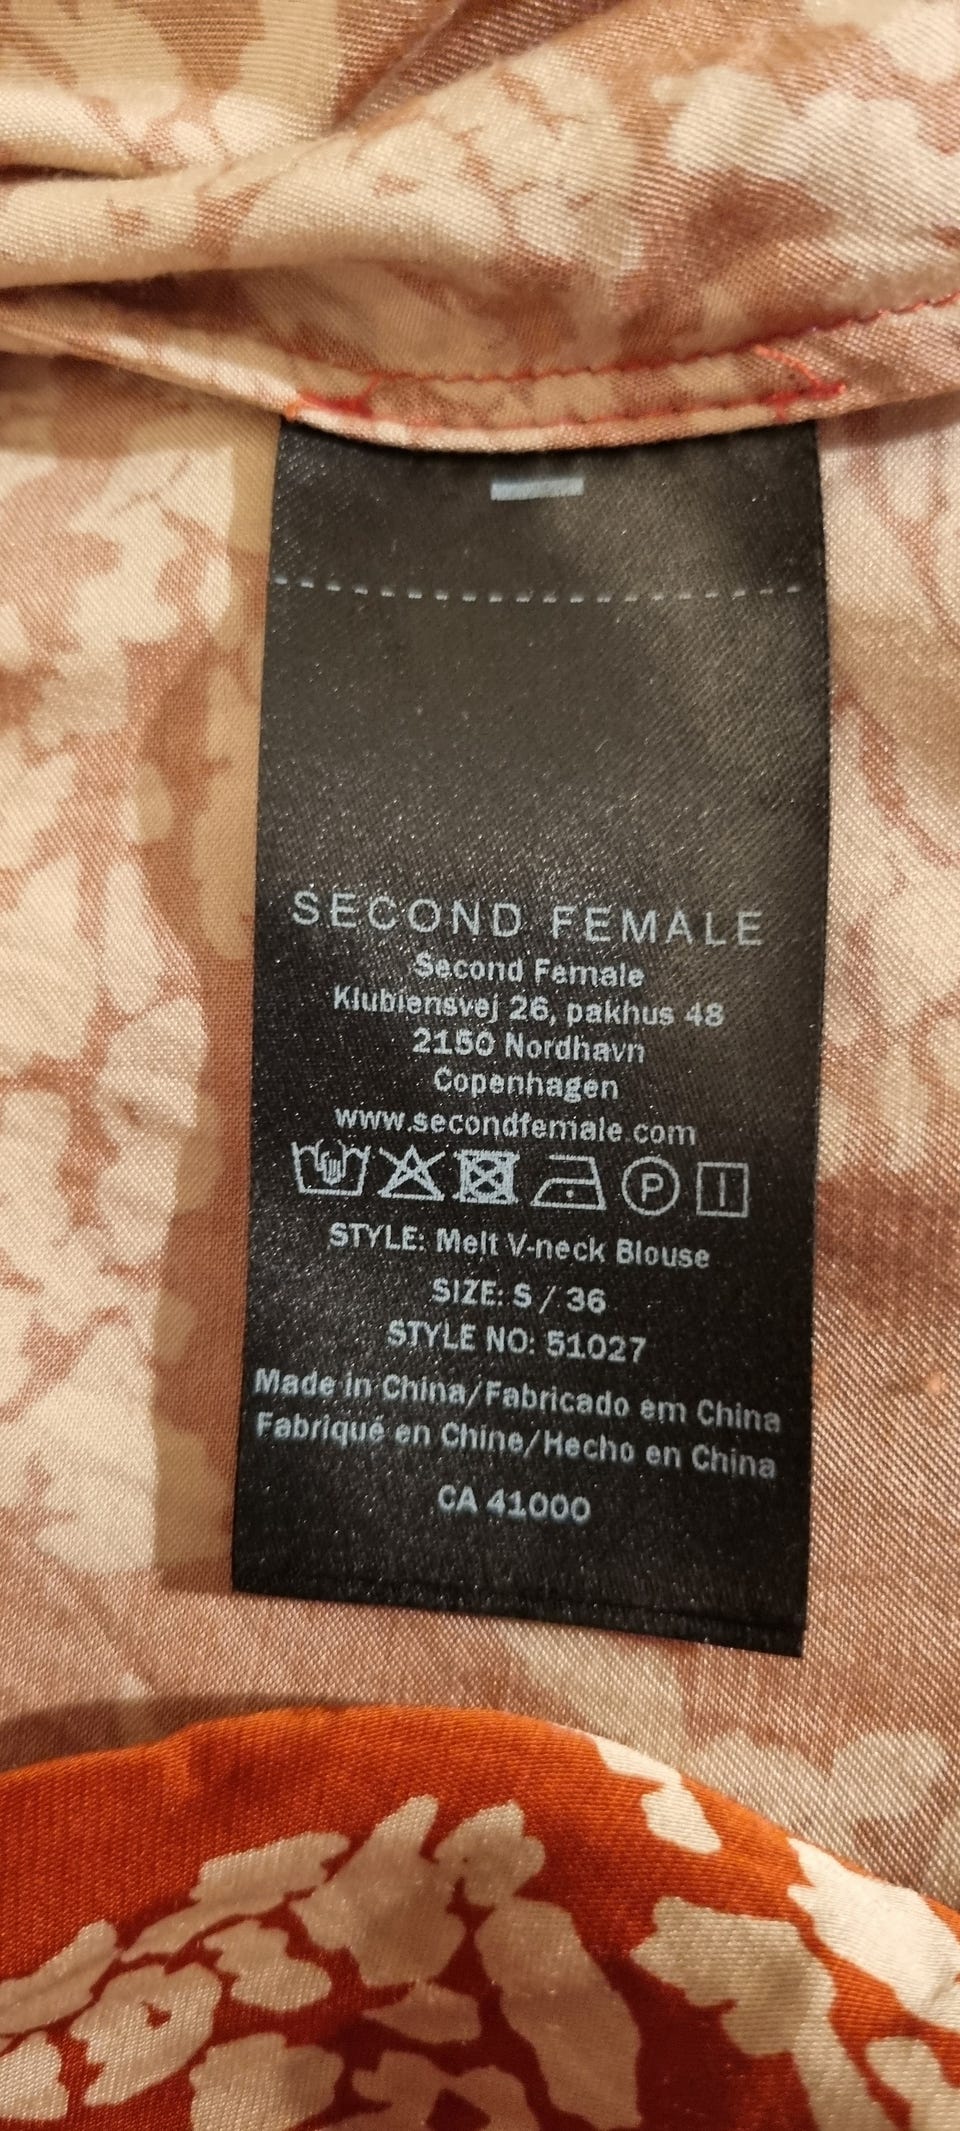 SECOND FEMALE
Second Female
Klubiensvej 26, pakhus 48
2150 Nordhavn
Copenhagen
www.secondfemale.com
P
STYLE: Melt V-neck Blouse
SIZE: S / 36
STYLE NO: 51027
Made in China/Fabricado em China
Fabriqué en Chine/Hecho en China
CA 41000